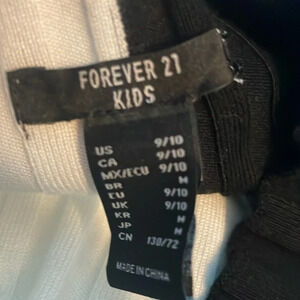 FOREVER 21
KIDS
US 9/10
CA 9/10
MX/ECU 9/10
BR M
EU 9/10
UK 9/10
KR M
JP M
CN 130/72
MADE IN CHINA